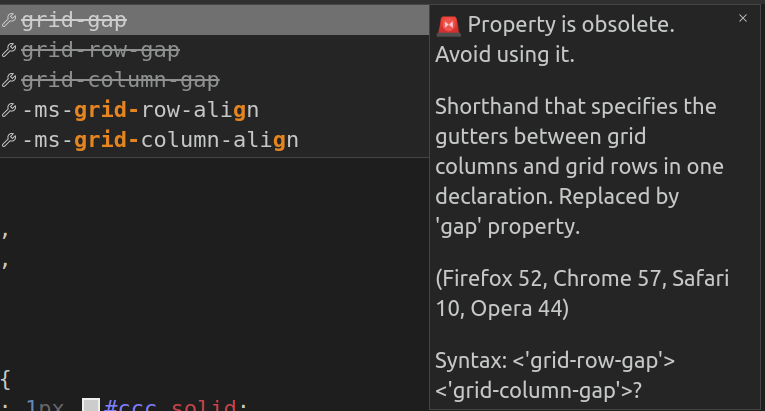 grid-gap
grid-row-gap
grid-column-gap
-ms-grid-row-align
-ms-grid-column-align
,
,
{
: 1px #ccc solid;
🚨 Property is obsolete. ×
Avoid using it.
Shorthand that specifies the
gutters between grid
columns and grid rows in one
declaration. Replaced by
'gap' property.
(Firefox 52, Chrome 57, Safari
10, Opera 44)
Syntax: <'grid-row-gap'>
<'grid-column-gap'>?